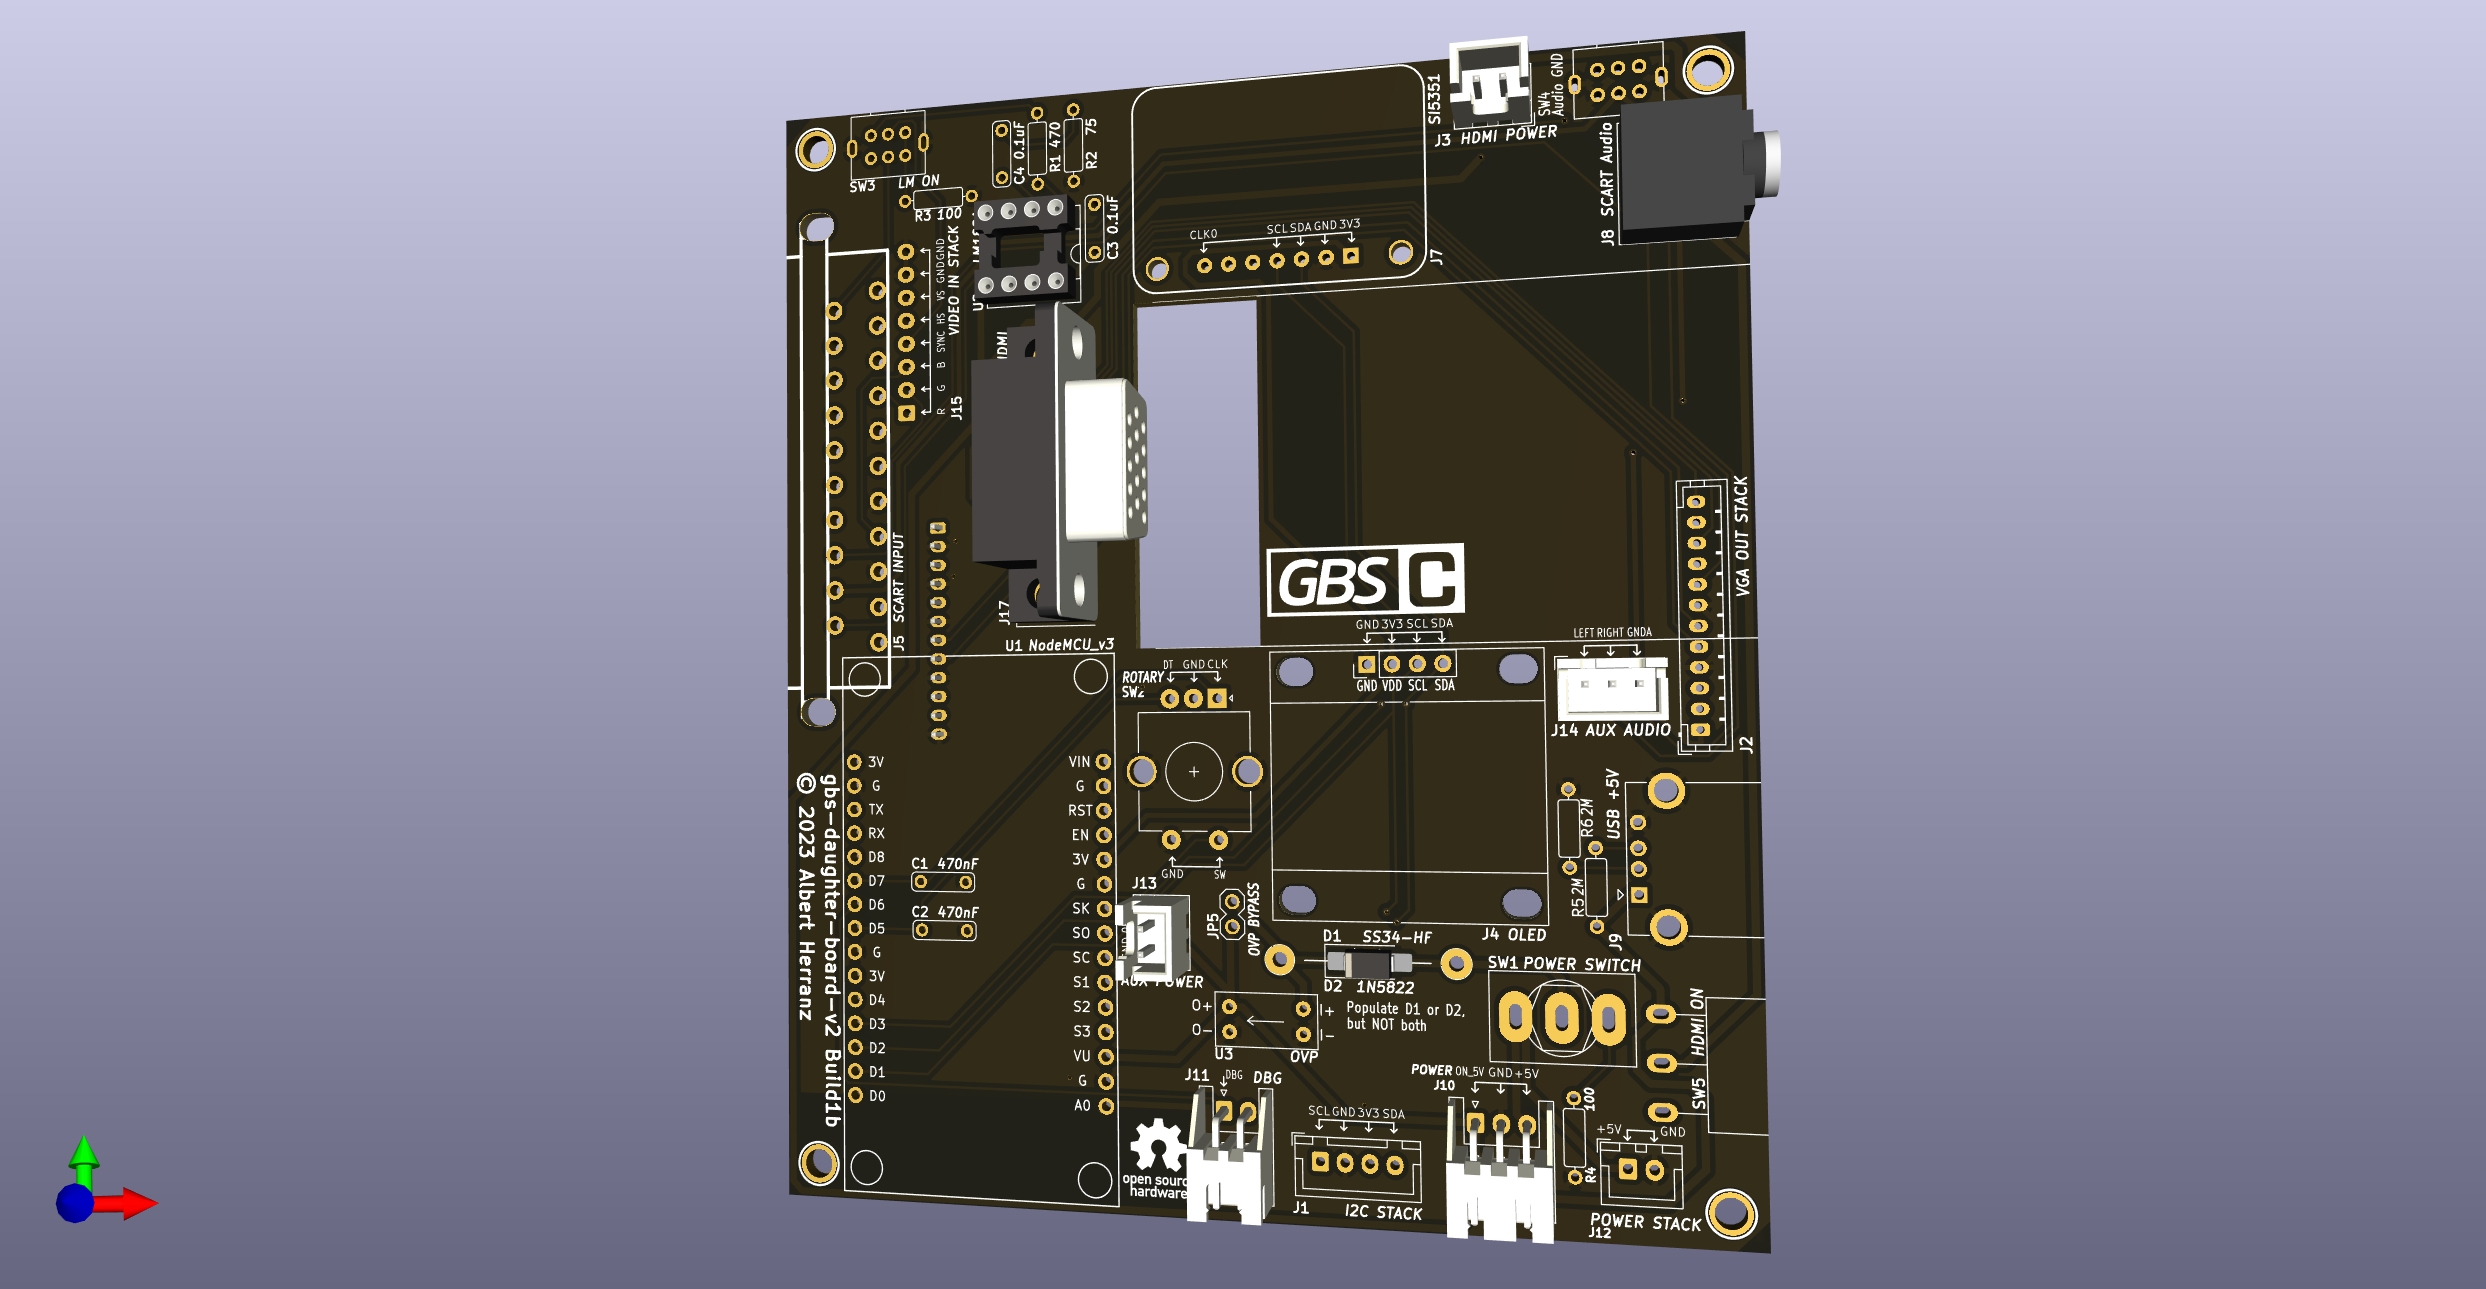 SW3
LM ON
R3 100
C4 0.1uF
R1 470
R2 75
C3 0.1uF
SI5351
J3 HDMI POWER
SW4
Audio GND
J8 SCART Audio
CLK0 SCL SDA GND 3V3
J7
R G B SYNC HS VS GND GND
VIDEO IN STACK
J15
J5 SCART INPUT
J17
GBS C
VGA OUT STACK
J2
U1 NodeMCU_v3
ROTARY
DT GND CLK
GND SW
GND 3V3 SCL SDA
GND VDD SCL SDA
J4 OLED
LEFT RIGHT GNDA
J14 AUX AUDIO
3V
G
TX
RX
D8
D7
D6
D5
G
3V
D4
D3
D2
D1
D0
VIN
G
RST
EN
3V
G
SK
SO
SC
S1
S2
S3
VU
G
A0
C1 470nF
C2 470nF
gbs-daughter-board-v2 Build1b
© 2023 Albert Herranz
J13
POWER
JP5
OVP BYPASS
R6 2M
R5 2M
USB +5V
J9
D1 SS34-HF
D2 1N5822
Populate D1 or D2,
but NOT both
O+
O-
I+
I-
U3 OVP
SW1 POWER SWITCH
HDMI ON
SW5
J11 DBG DBG
POWER ON_5V GND +5V
J10
SCL GND 3V3 SDA
J1 I2C STACK
100
R4
+5V GND
POWER STACK
J12
open
hardware